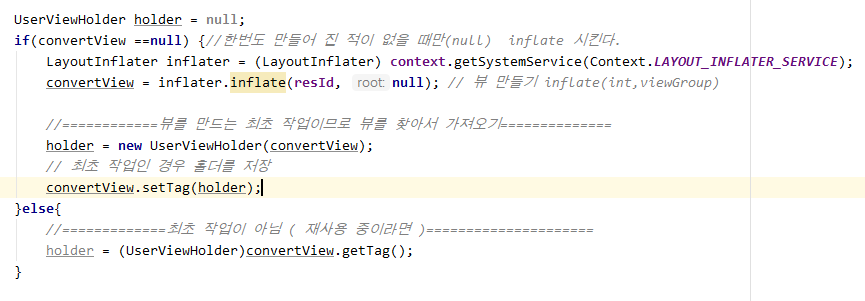 UserViewHolder holder = null;
if(convertView ==null) {//한번도 만들어 진 적이 없을 때만(null)  inflate 시킨다.
    LayoutInflater inflater = (LayoutInflater) context.getSystemService(Context.LAYOUT_INFLATER_SERVICE);
    convertView = inflater.inflate(resId, root: null); // 뷰 만들기 inflate(int,viewGroup)
    //============뷰를 만드는 최초 작업이므로 뷰를 찾아서 가져오기==============
    holder = new UserViewHolder(convertView);
    // 최초 작업인 경우 홀더를 저장
    convertView.setTag(holder);
}else{
    //=============최초 작업이 아님 ( 재사용 중이라면 )=====================
    holder = (UserViewHolder)convertView.getTag();
}